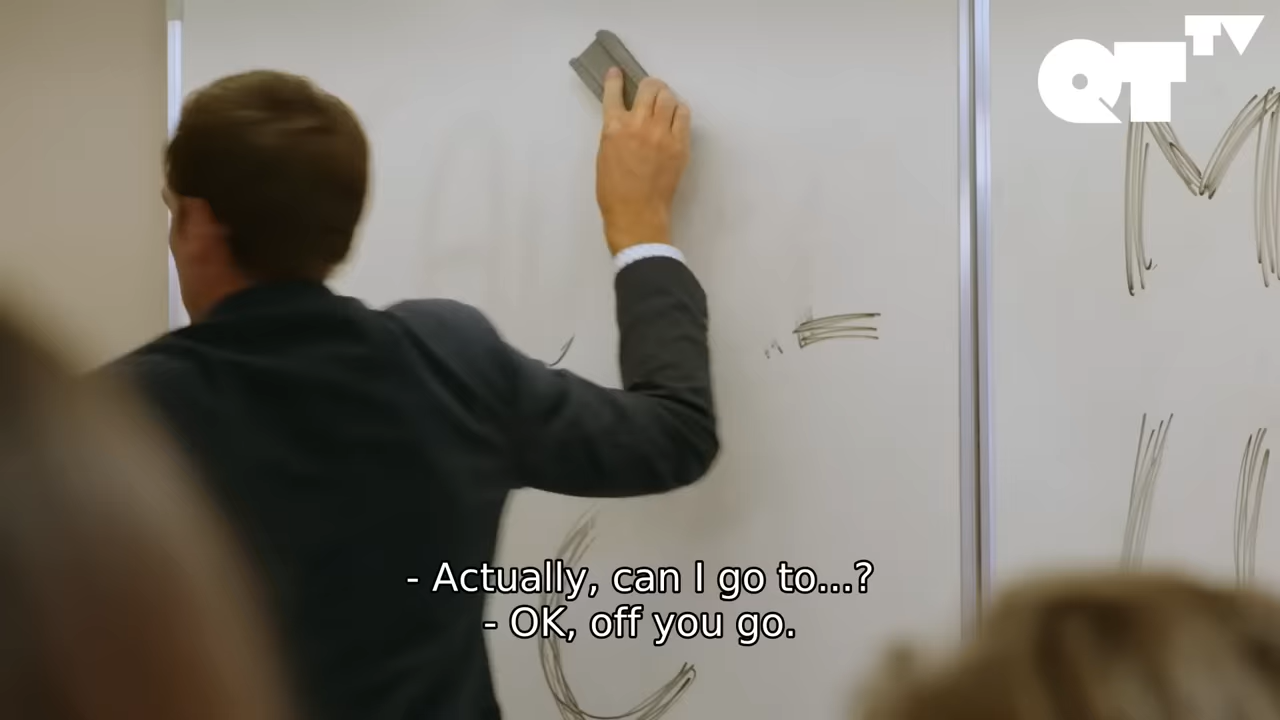 QT TV
M
C
- Actually, can I go to...?
- OK, off you go.